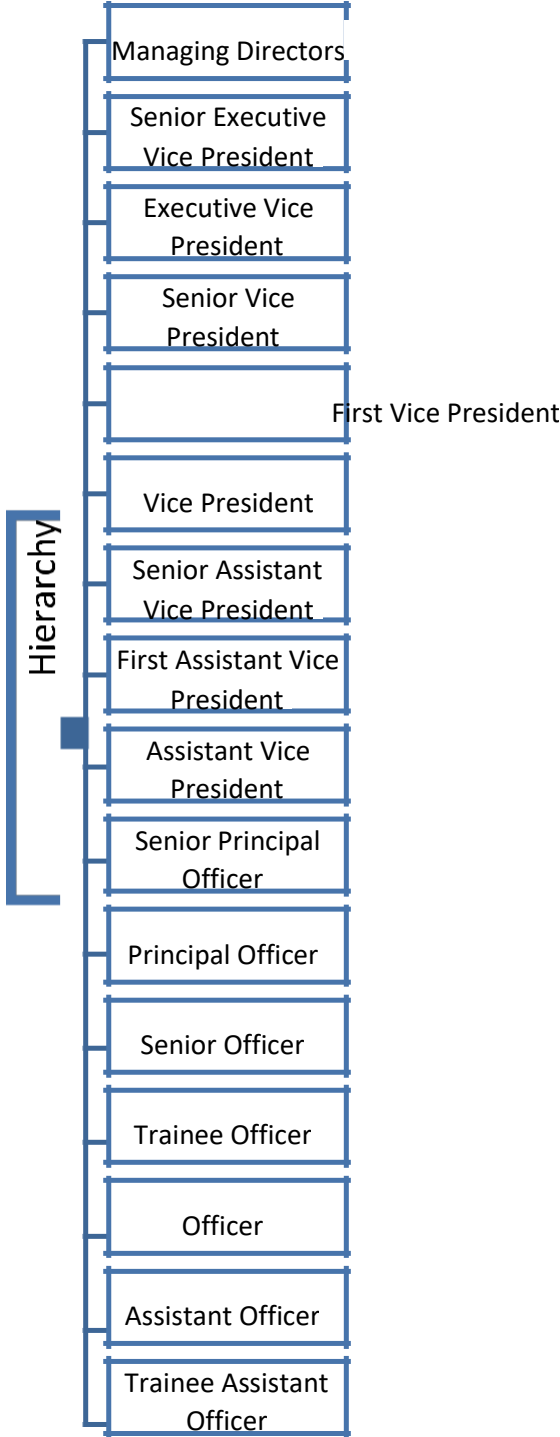 Managing Directors
Senior Executive
Vice President
Executive Vice
President
Senior Vice
President
First Vice President
Vice President
Hierarchy
Senior Assistant
Vice President
First Assistant Vice
President
Assistant Vice
President
Senior Principal
Officer
Principal Officer
Senior Officer
Trainee Officer
Officer
Assistant Officer
Trainee Assistant
Officer